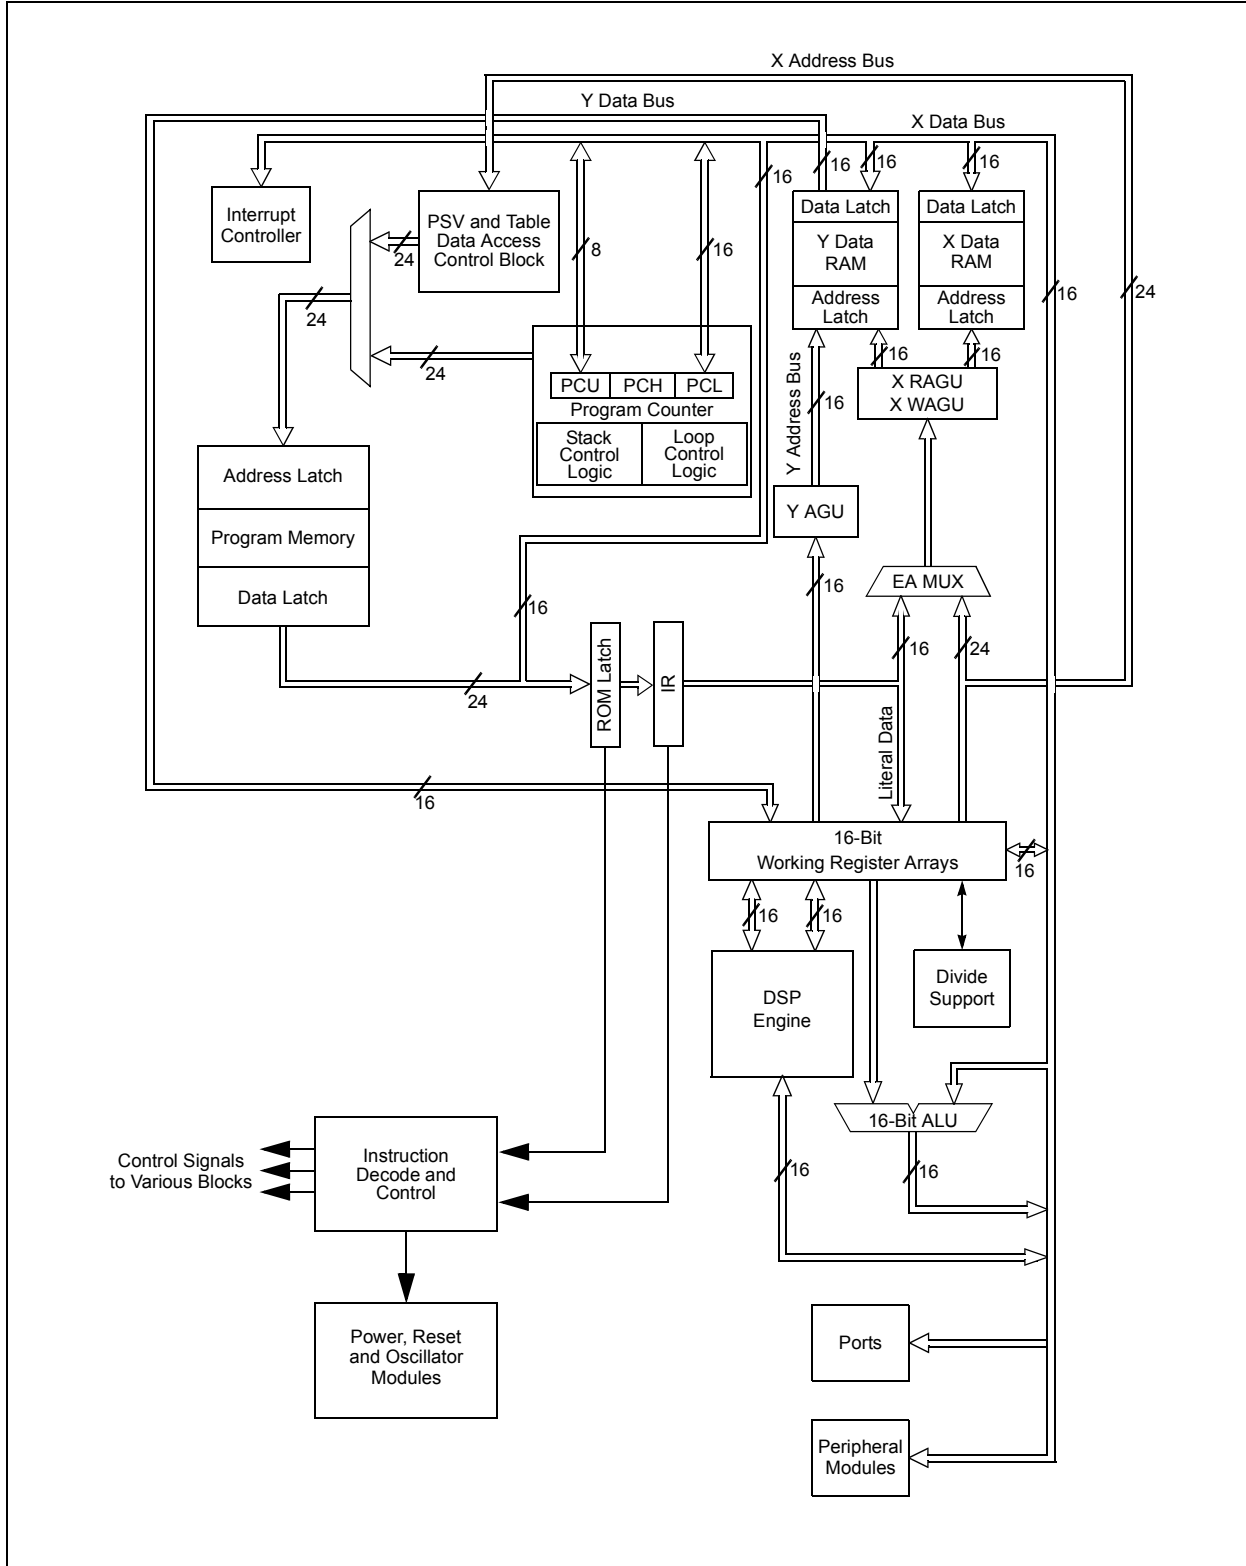 X Address Bus
Y Data Bus
X Data Bus
16
16
16
16
Interrupt
Controller
PSV and Table
Data Access
Control Block
24
8
16
Data Latch
Y Data
RAM
Address
Latch
Data Latch
X Data
RAM
Address
Latch
16
24
24
24
16
16
PCU
PCH
PCL
Program Counter
Stack
Control
Logic
Loop
Control
Logic
Y Address Bus
16
X RAGU
X WAGU
Address Latch
Program Memory
Data Latch
Y AGU
16
EA MUX
16
16
24
24
ROM Latch
IR
Literal Data
16
16-Bit
Working Register Arrays
16
16
16
DSP
Engine
Divide
Support
16-Bit ALU
16
16
Control Signals
to Various Blocks
Instruction
Decode and
Control
Power, Reset
and Oscillator
Modules
Ports
Peripheral
Modules